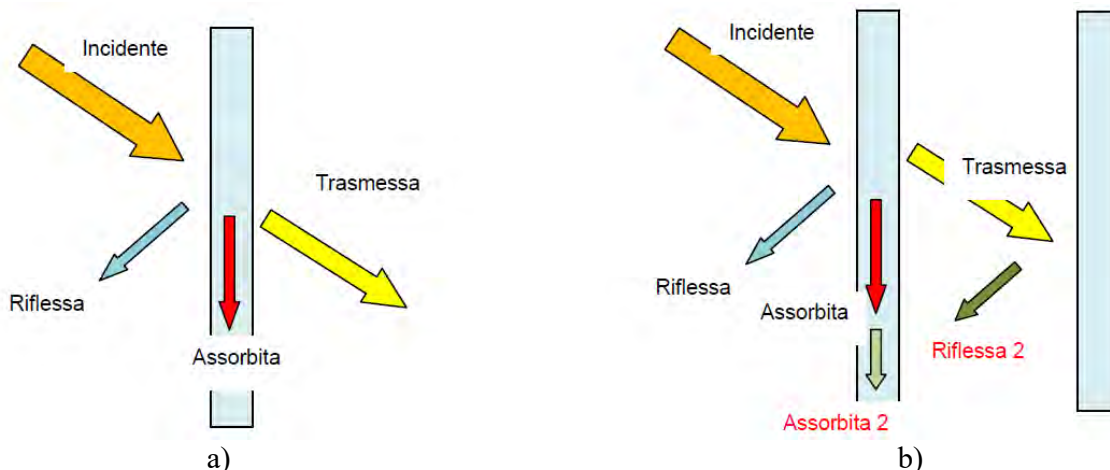 Incidente
Trasmessa
Riflessa
Assorbita
a)
Incidente
Trasmessa
Riflessa
Assorbita
Riflessa 2
Assorbita 2
b)